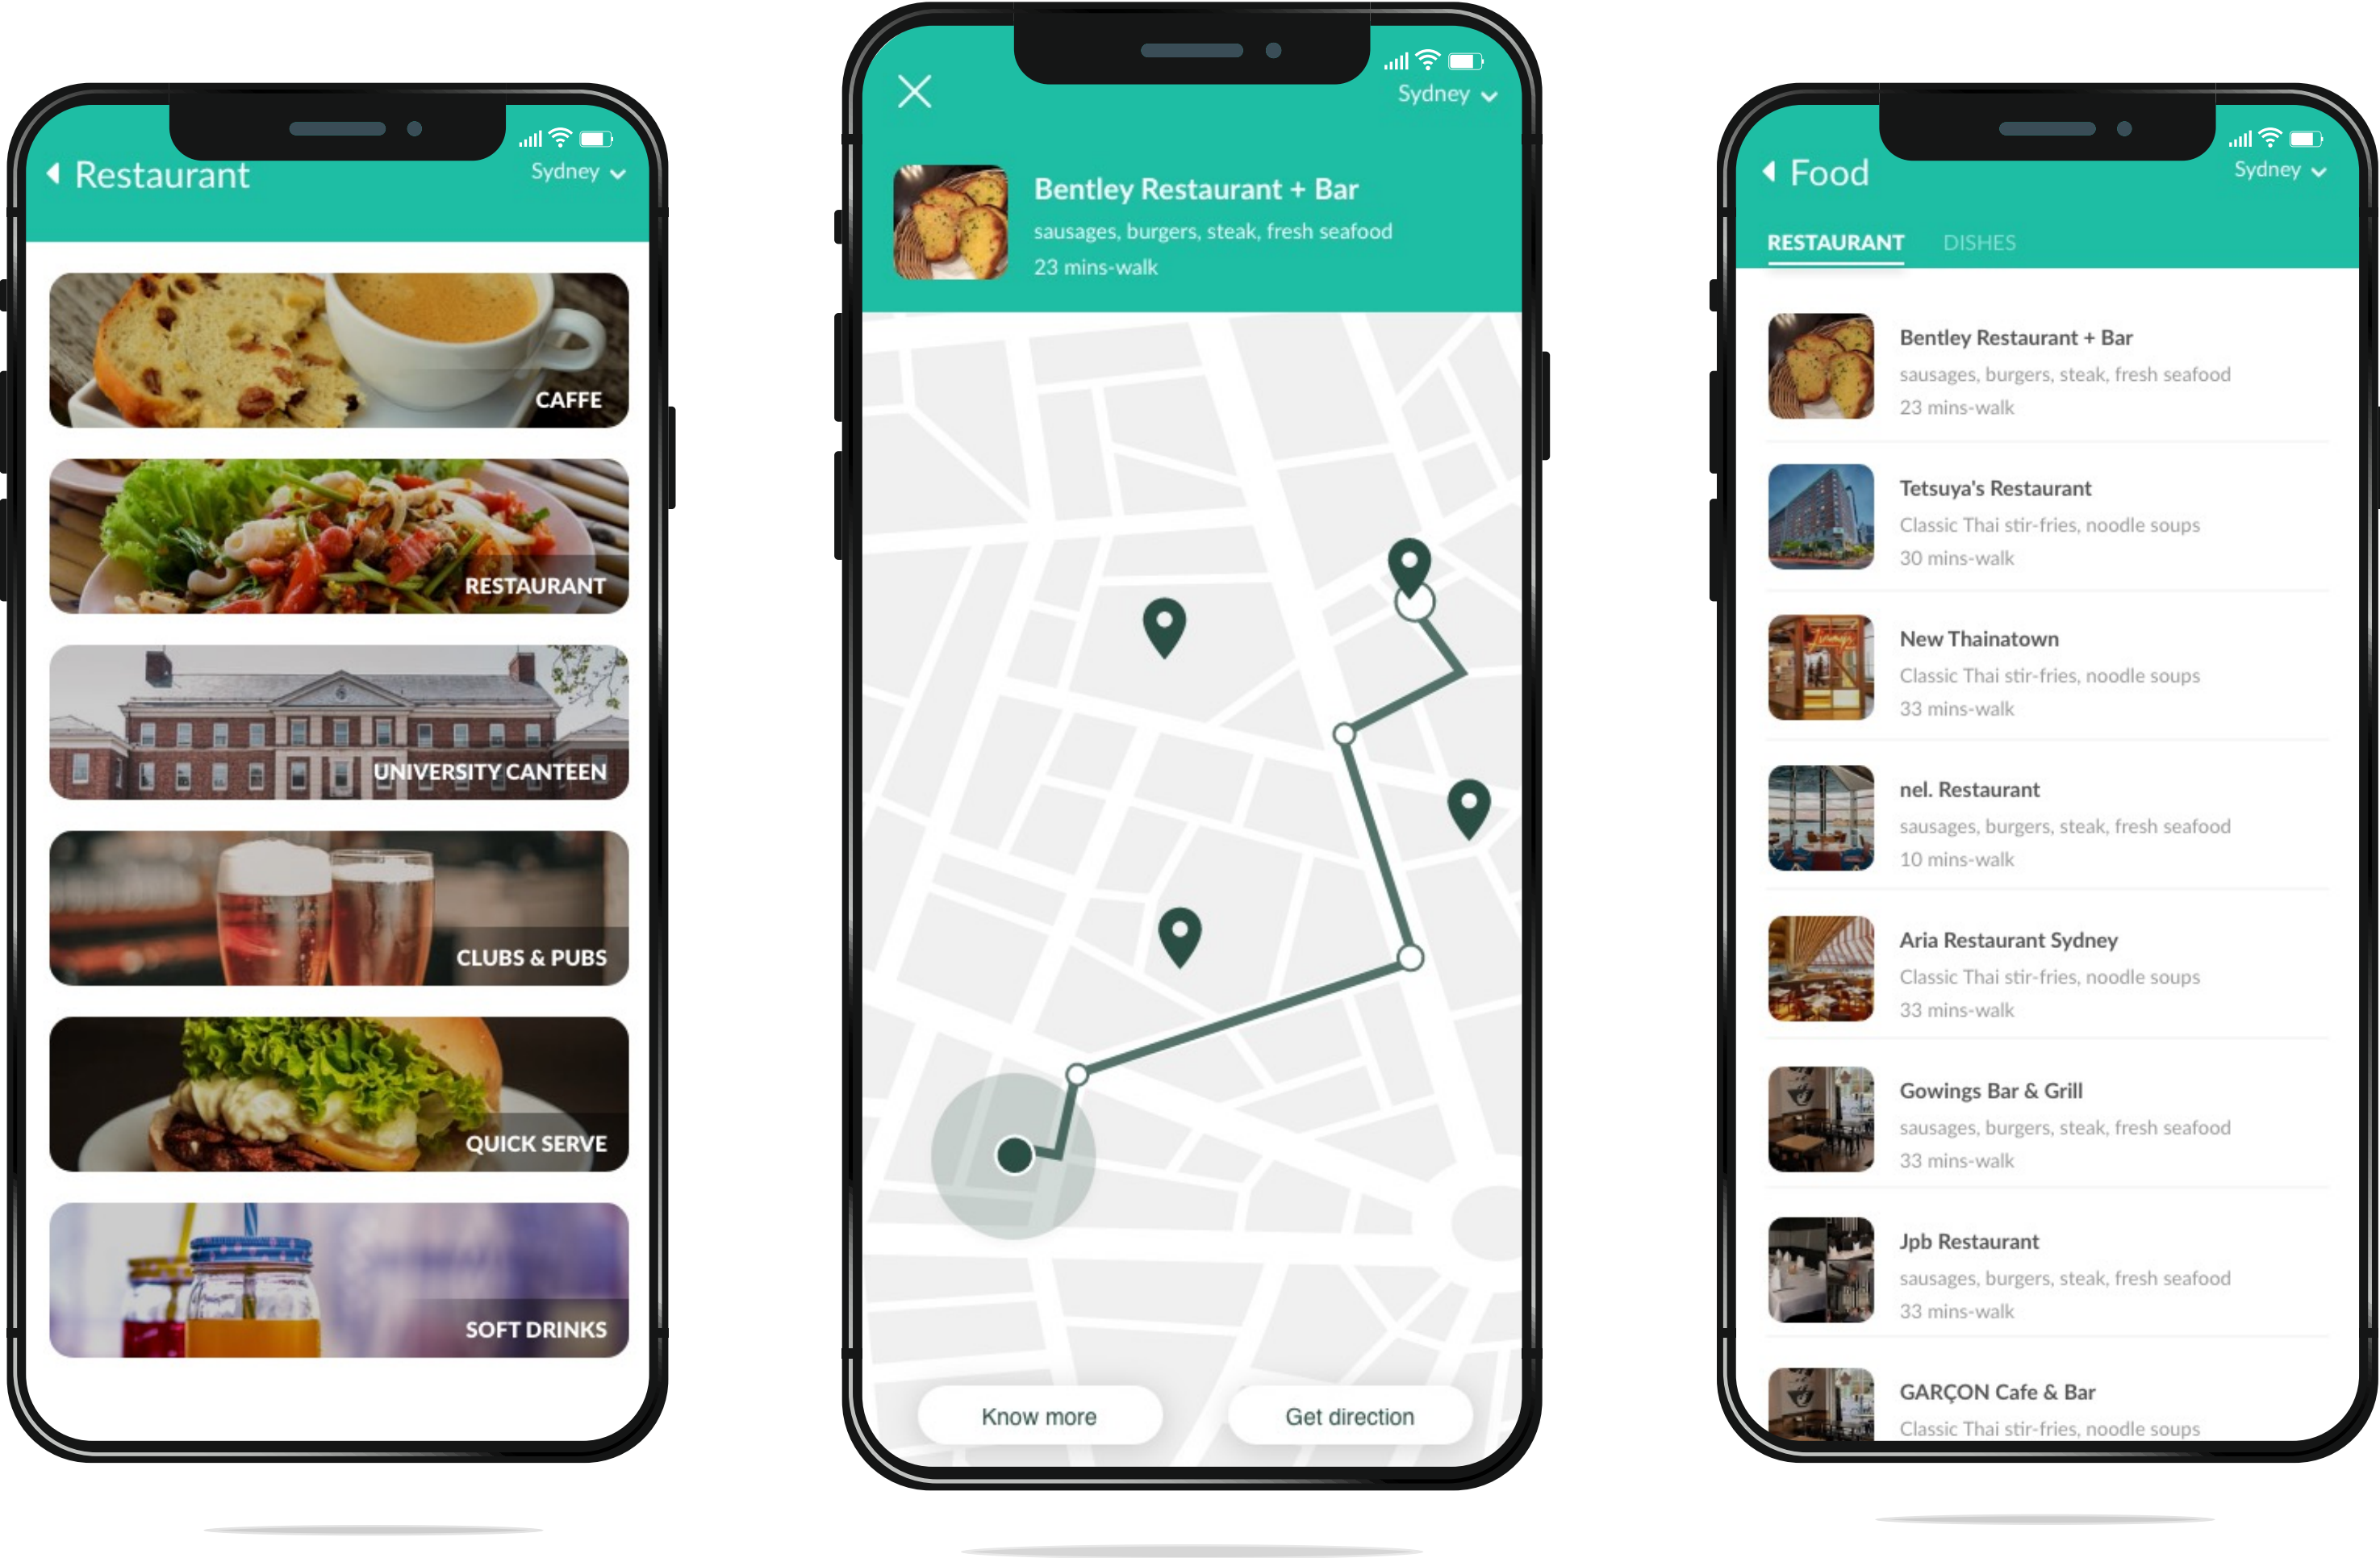 Restaurant
Sydney
CAFFE
RESTAURANT
UNIVERSITY CANTEEN
CLUBS & PUBS
QUICK SERVE
SOFT DRINKS
Sydney
Bentley Restaurant + Bar
sausages, burgers, steak, fresh seafood
23 mins-walk
Know more
Get direction
Food
Sydney
RESTAURANT
DISHES
Bentley Restaurant + Bar
sausages, burgers, steak, fresh seafood
23 mins-walk
Tetsuya's Restaurant
Classic Thai stir-fries, noodle soups
30 mins-walk
New Thainatown
Classic Thai stir-fries, noodle soups
33 mins-walk
nel. Restaurant
sausages, burgers, steak, fresh seafood
10 mins-walk
Aria Restaurant Sydney
Classic Thai stir-fries, noodle soups
33 mins-walk
Gowings Bar & Grill
sausages, burgers, steak, fresh seafood
33 mins-walk
Jpb Restaurant
sausages, burgers, steak, fresh seafood
33 mins-walk
GARÇON Cafe & Bar
Classic Thai stir-fries, noodle soups